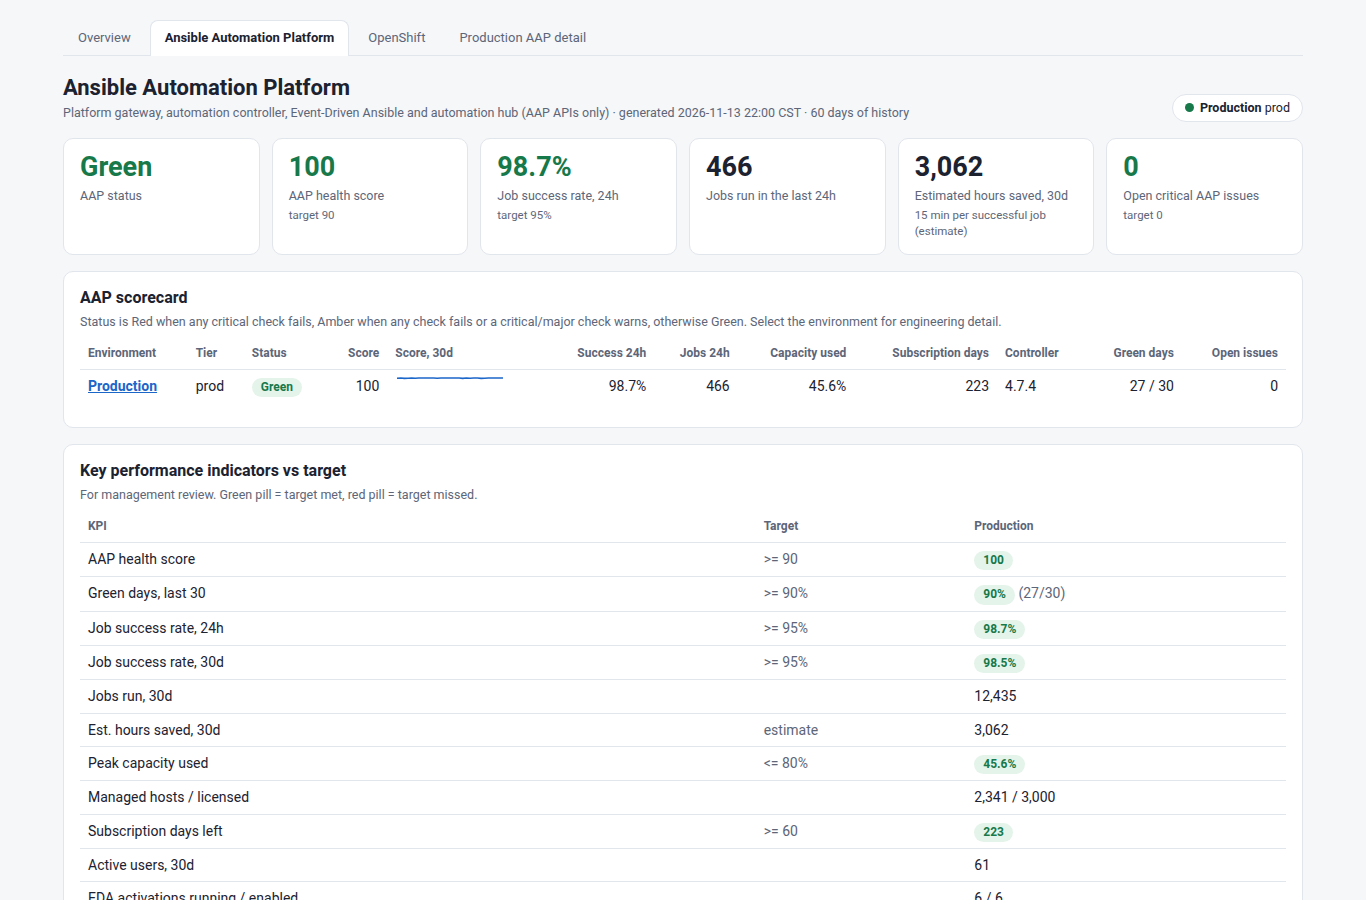 Overview
Ansible Automation Platform
OpenShift
Production AAP detail
Ansible Automation Platform
Platform gateway, automation controller, Event-Driven Ansible and automation hub (AAP APIs only) · generated 2026-11-13 22:00 CST · 60 days of history
Production prod
Green
AAP status
100
AAP health score
target 90
98.7%
Job success rate, 24h
target 95%
466
Jobs run in the last 24h
3,062
Estimated hours saved, 30d
15 min per successful job
(estimate)
0
Open critical AAP issues
target 0
AAP scorecard
Status is Red when any critical check fails, Amber when any check fails or a critical/major check warns, otherwise Green. Select the environment for engineering detail.
Environment Tier Status Score Score, 30d Success 24h Jobs 24h Capacity used Subscription days Controller Green days Open issues
Production prod Green 100 98.7% 466 45.6% 223 4.7.4 27 / 30 0
Key performance indicators vs target
For management review. Green pill = target met, red pill = target missed.
KPI Target Production
AAP health score >= 90 100
Green days, last 30 >= 90% 90% (27/30)
Job success rate, 24h >= 95% 98.7%
Job success rate, 30d >= 95% 98.5%
Jobs run, 30d 12,435
Est. hours saved, 30d estimate 3,062
Peak capacity used <= 80% 45.6%
Managed hosts / licensed 2,341 / 3,000
Subscription days left >= 60 223
Active users, 30d 61
EDA activations running / enabled 6 / 6